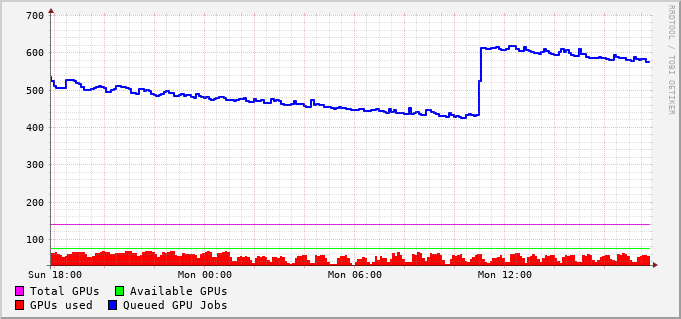 700
600
500
400
300
200
100
Sun 18:00 Mon 00:00 Mon 06:00 Mon 12:00
Total GPUs Available GPUs
GPUs used Queued GPU Jobs
RRDTOOL / TOBI OETIKER